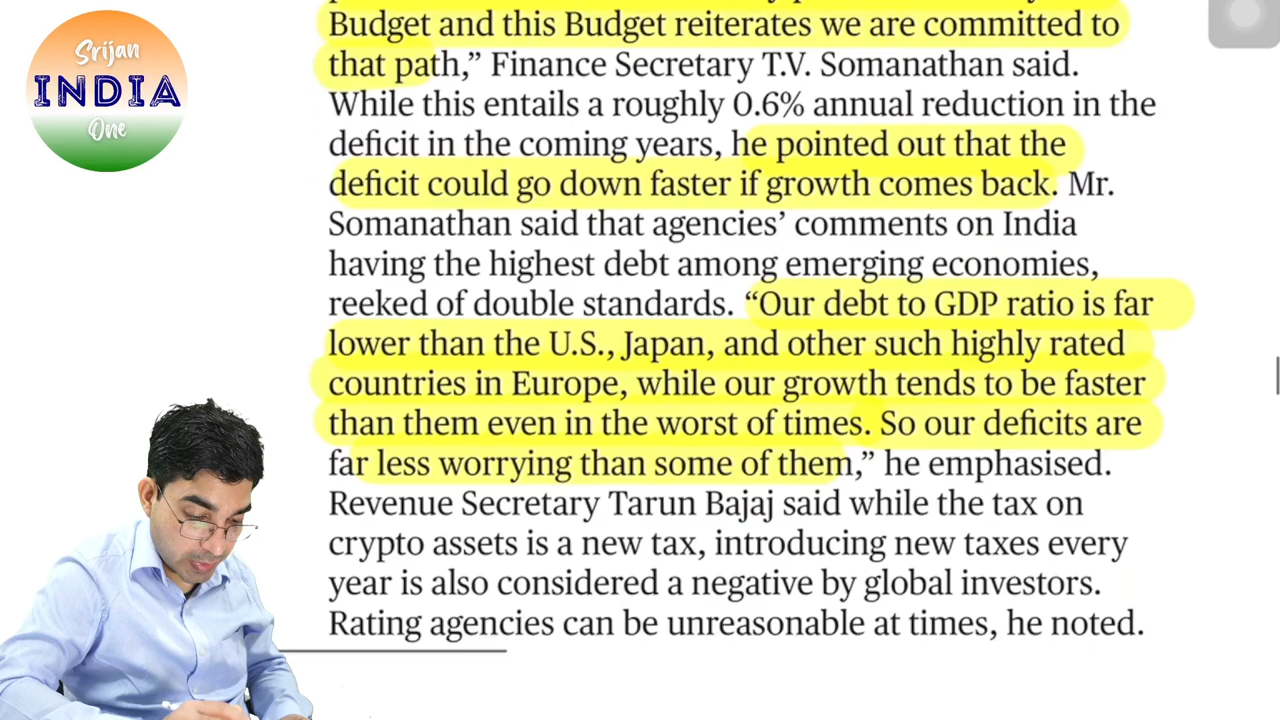 Srijan
INDIA
One
Budget and this Budget reiterates we are committed to
that path,” Finance Secretary T.V. Somanathan said.
While this entails a roughly 0.6% annual reduction in the
deficit in the coming years, he pointed out that the
deficit could go down faster if growth comes back. Mr.
Somanathan said that agencies’ comments on India
having the highest debt among emerging economies,
reeked of double standards. “Our debt to GDP ratio is far
lower than the U.S., Japan, and other such highly rated
countries in Europe, while our growth tends to be faster
than them even in the worst of times. So our deficits are
far less worrying than some of them,” he emphasised.
Revenue Secretary Tarun Bajaj said while the tax on
crypto assets is a new tax, introducing new taxes every
year is also considered a negative by global investors.
Rating agencies can be unreasonable at times, he noted.